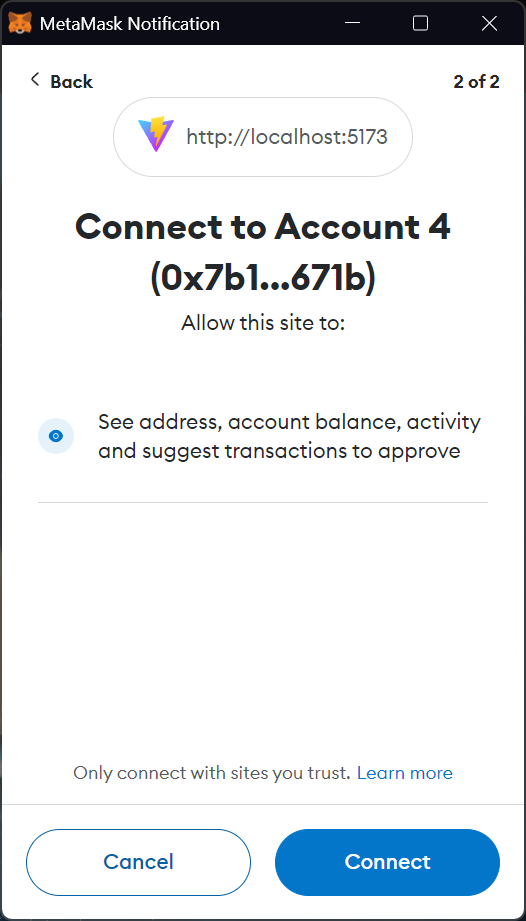 MetaMask Notification
Back
2 of 2
http://localhost:5173
Connect to Account 4
(0x7b1...671b)
Allow this site to:
See address, account balance, activity
and suggest transactions to approve
Only connect with sites you trust. Learn more
Cancel
Connect